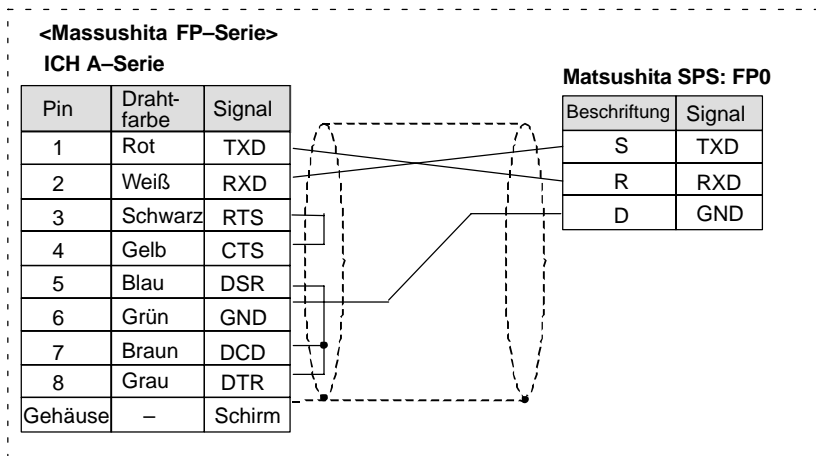 <Massushita FP–Serie>
ICH A–Serie
Matsushita SPS: FP0
Pin Draht-farbe Signal
1 Rot TXD
2 Weiß RXD
3 Schwarz RTS
4 Gelb CTS
5 Blau DSR
6 Grün GND
7 Braun DCD
8 Grau DTR
Gehäuse – Schirm
Beschriftung Signal
S TXD
R RXD
D GND